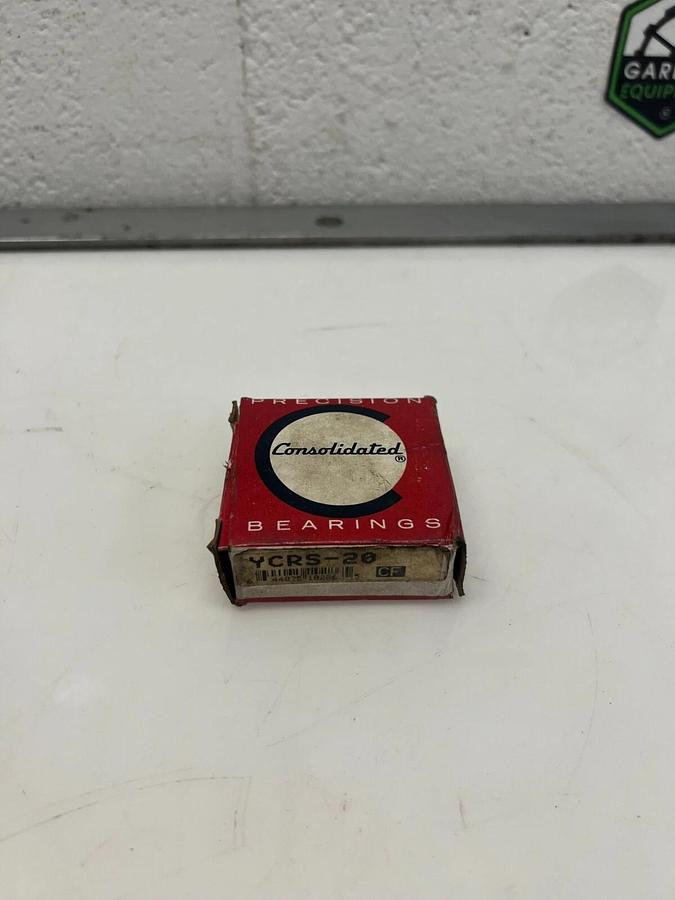 GAR
EQUIP
PRECISION
Consolidated®
BEARINGS
YCRS-20
CF